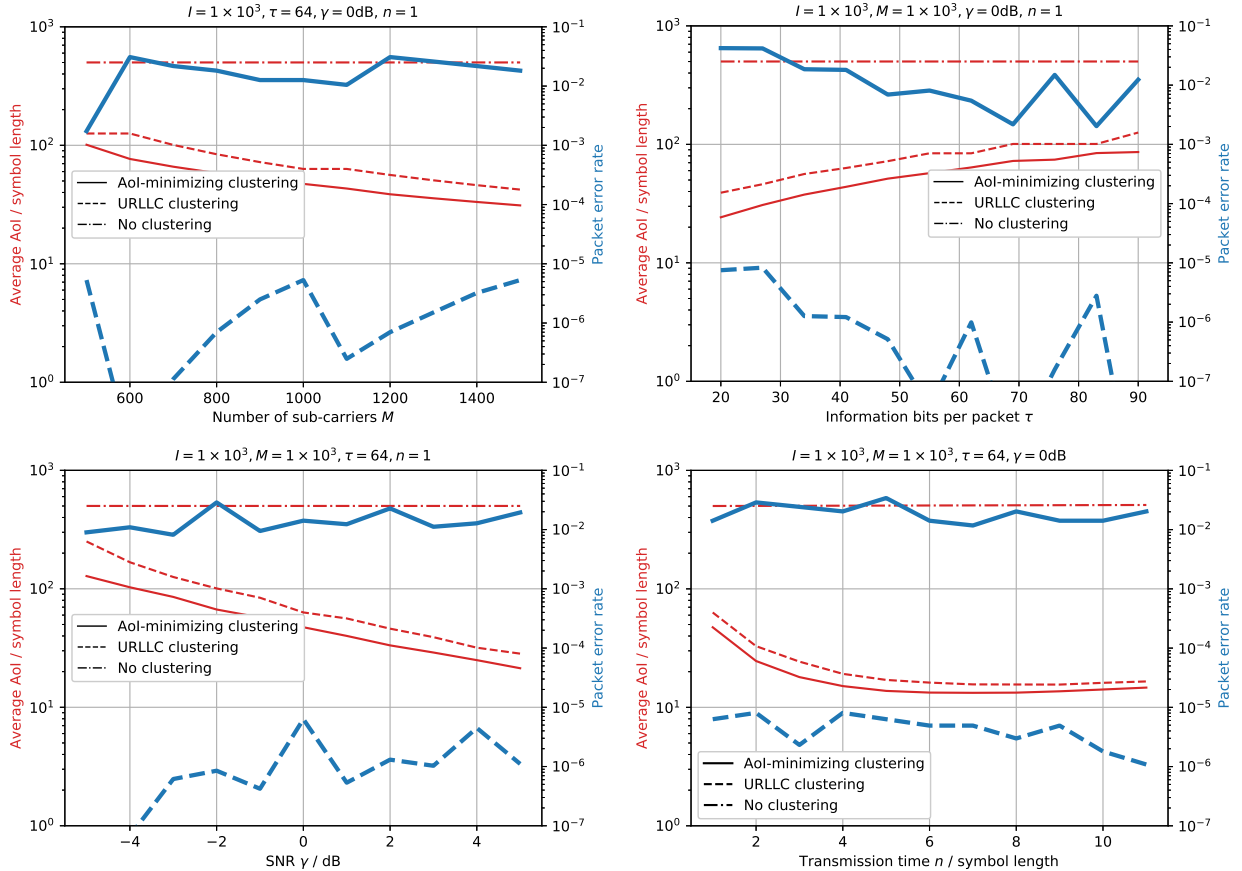 I = 1 × 10³, τ = 64, γ = 0dB, n = 1
10³
10²
10¹
10⁰
Average AoI / symbol length
AoI-minimizing clustering
URLLC clustering
No clustering
10⁻¹
10⁻²
10⁻³
10⁻⁴
10⁻⁵
10⁻⁶
10⁻⁷
Packet error rate
600 800 1000 1200 1400
Number of sub-carriers M
I = 1 × 10³, M = 1 × 10³, γ = 0dB, n = 1
10³
10²
10¹
10⁰
Average AoI / symbol length
AoI-minimizing clustering
URLLC clustering
No clustering
10⁻¹
10⁻²
10⁻³
10⁻⁴
10⁻⁵
10⁻⁶
10⁻⁷
Packet error rate
20 30 40 50 60 70 80 90
Information bits per packet τ
I = 1 × 10³, M = 1 × 10³, τ = 64, n = 1
10³
10²
10¹
10⁰
Average AoI / symbol length
AoI-minimizing clustering
URLLC clustering
No clustering
10⁻¹
10⁻²
10⁻³
10⁻⁴
10⁻⁵
10⁻⁶
10⁻⁷
Packet error rate
−4 −2 0 2 4
SNR γ / dB
I = 1 × 10³, M = 1 × 10³, τ = 64, γ = 0dB
10³
10²
10¹
10⁰
Average AoI / symbol length
AoI-minimizing clustering
URLLC clustering
No clustering
10⁻¹
10⁻²
10⁻³
10⁻⁴
10⁻⁵
10⁻⁶
10⁻⁷
Packet error rate
2 4 6 8 10
Transmission time n / symbol length